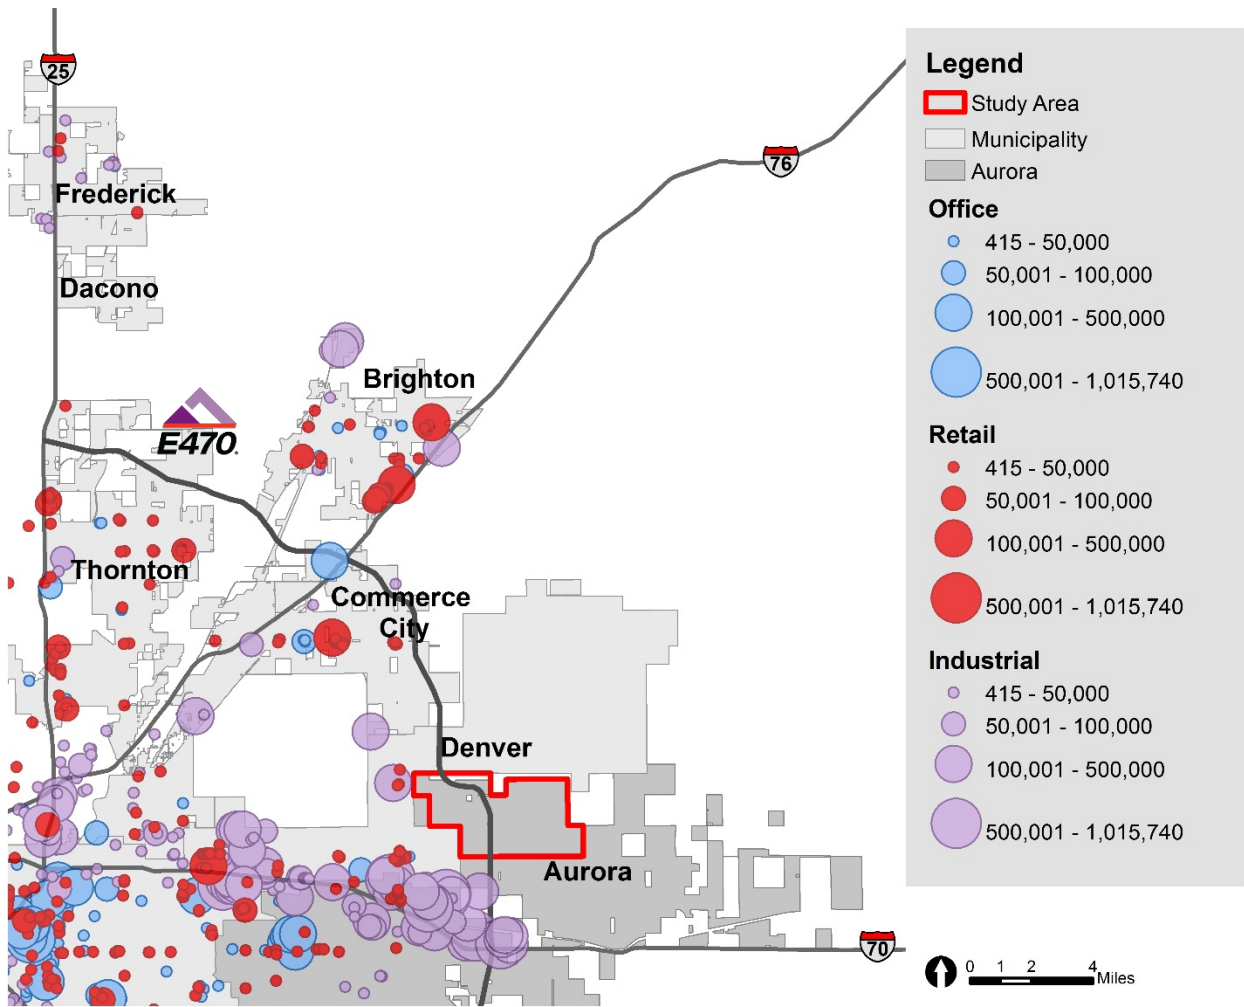 25
76
Frederick
Dacono
Brighton
E470
Thornton
Commerce
City
Denver
Aurora
70
Legend
Study Area
Municipality
Aurora
Office
415 - 50,000
50,001 - 100,000
100,001 - 500,000
500,001 - 1,015,740
Retail
415 - 50,000
50,001 - 100,000
100,001 - 500,000
500,001 - 1,015,740
Industrial
415 - 50,000
50,001 - 100,000
100,001 - 500,000
500,001 - 1,015,740
0 1 2 4
Miles